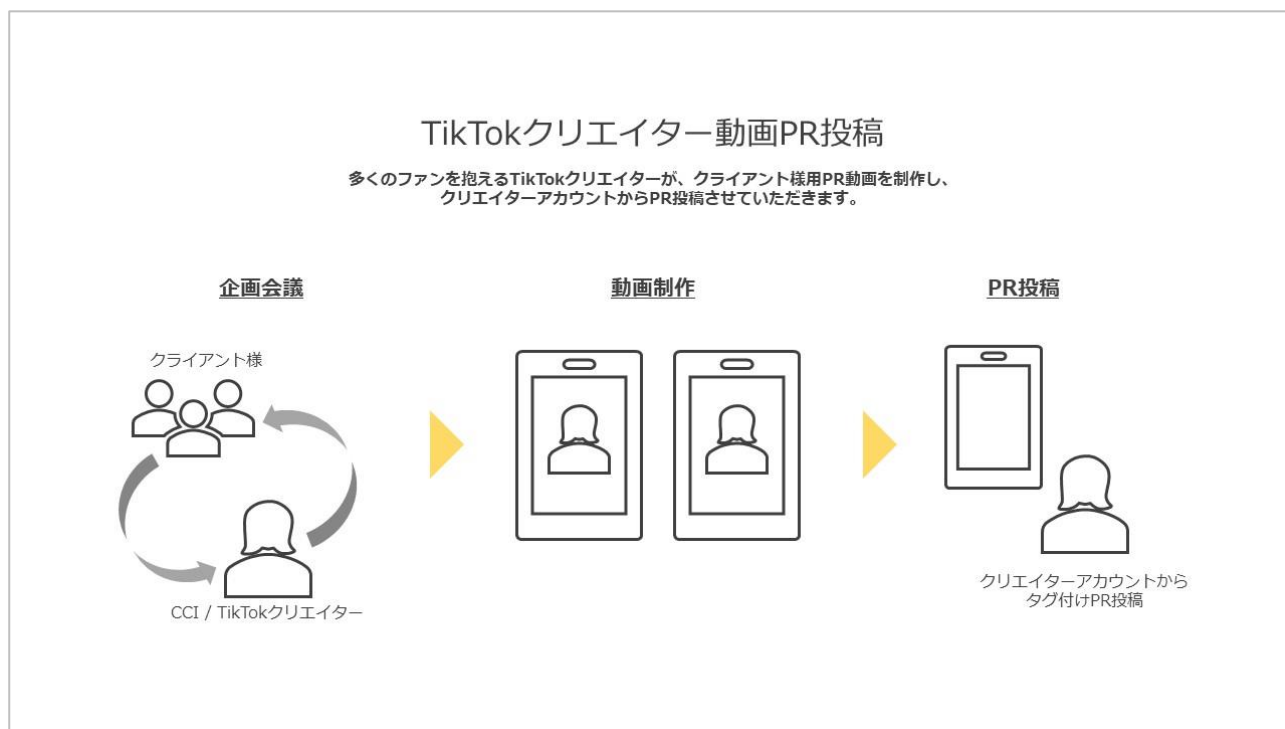 TikTokクリエイター動画PR投稿
多くのファンを抱えるTikTokクリエイターが、クライアント様用PR動画を制作し、
クリエイターアカウントからPR投稿させていただきます。
企画会議
クライアント様
CCI / TikTokクリエイター
動画制作
PR投稿
クリエイターアカウントから
タグ付けPR投稿